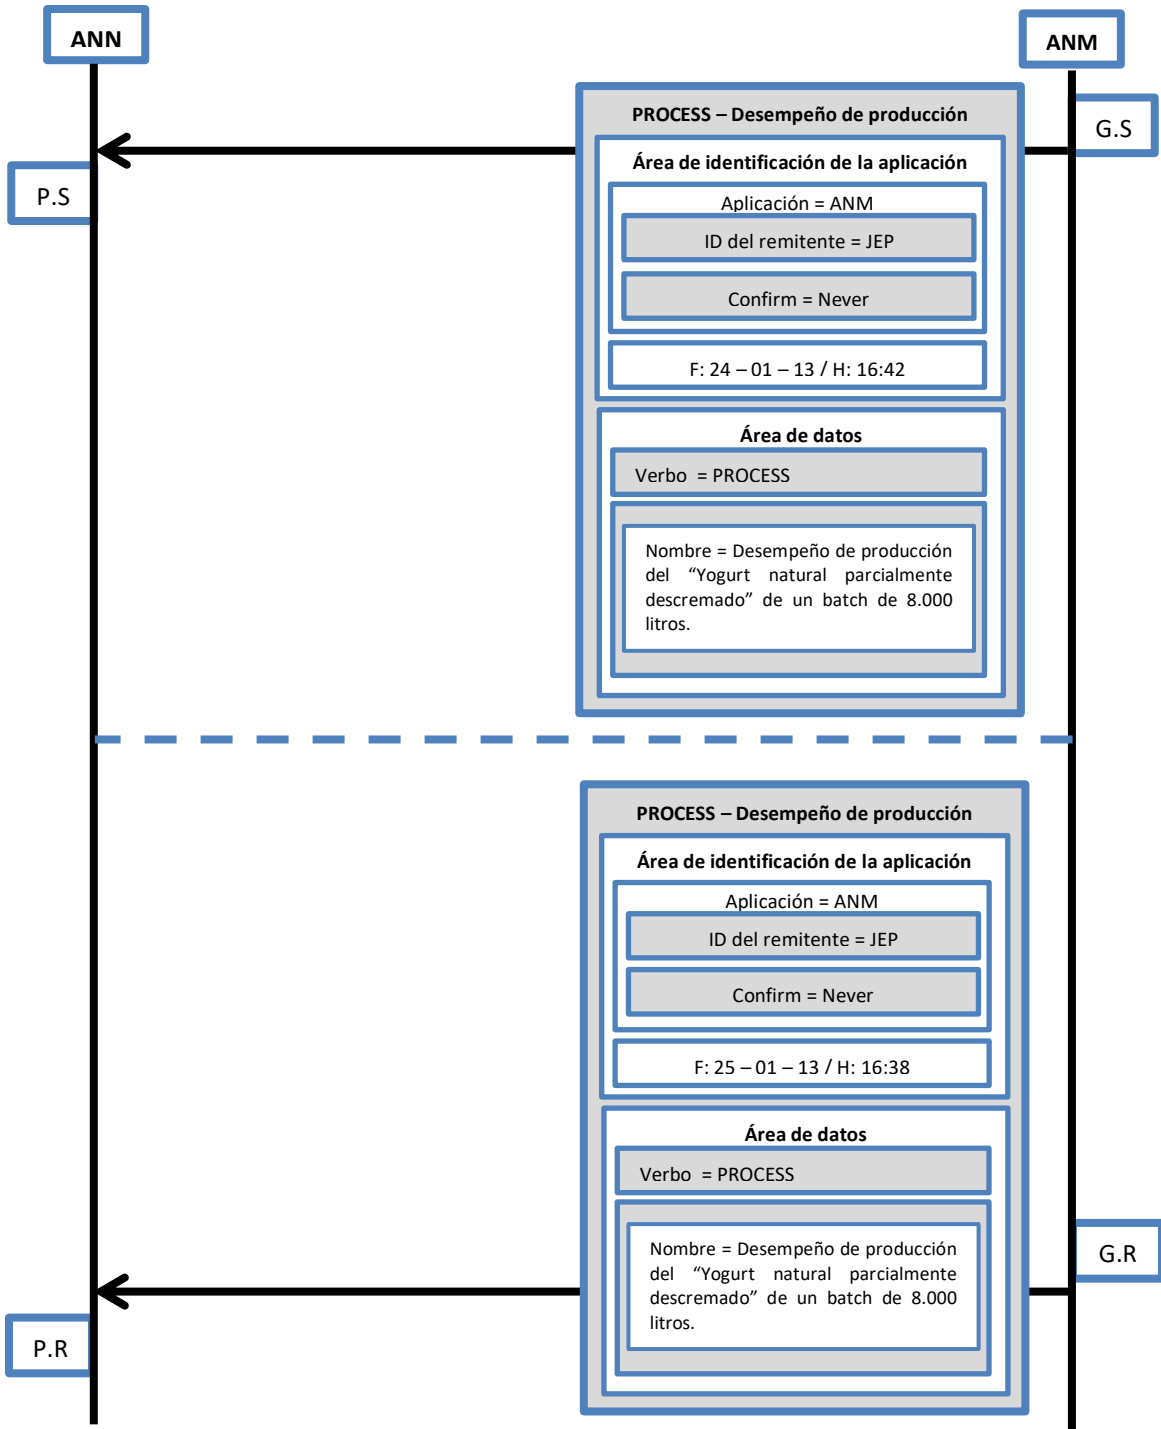 ANN
ANM
PROCESS – Desempeño de producción
G.S
Área de identificación de la aplicación
P.S
Aplicación = ANM
ID del remitente = JEP
Confirm = Never
F: 24 – 01 – 13 / H: 16:42
Área de datos
Verbo  = PROCESS
Nombre = Desempeño de producción
del “Yogurt natural parcialmente
descremado” de un batch de 8.000
litros.
PROCESS – Desempeño de producción
Área de identificación de la aplicación
Aplicación = ANM
ID del remitente = JEP
Confirm = Never
F: 25 – 01 – 13 / H: 16:38
Área de datos
Verbo  = PROCESS
Nombre = Desempeño de producción
del “Yogurt natural parcialmente
descremado” de un batch de 8.000
litros.
G.R
P.R